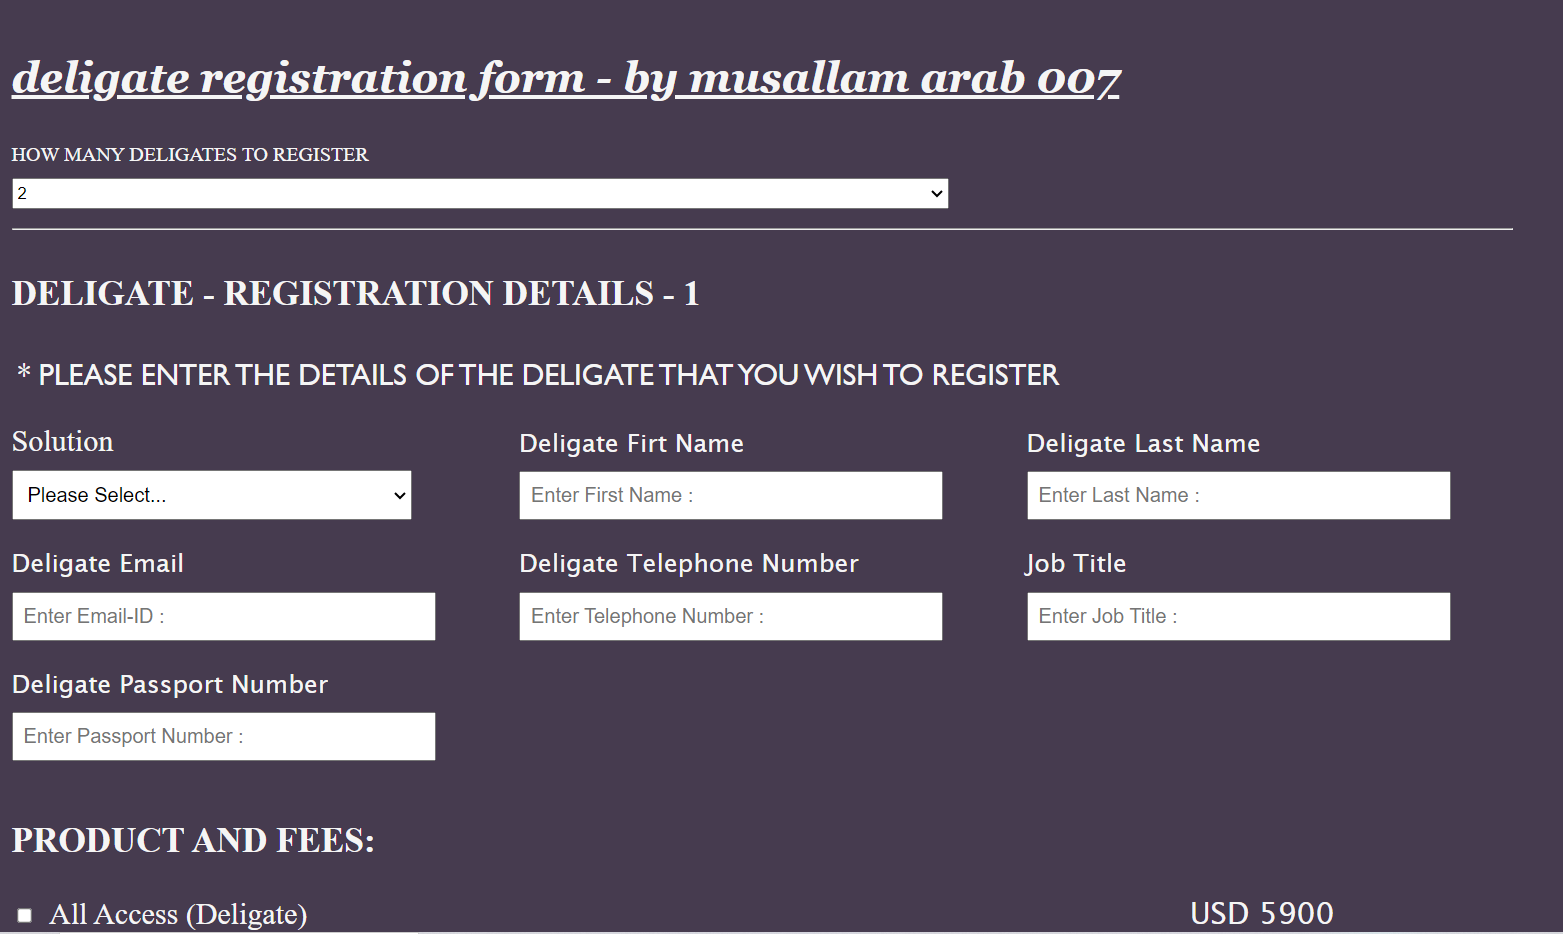 deligate registration form - by musallam arab 007
HOW MANY DELIGATES TO REGISTER
2
DELIGATE - REGISTRATION DETAILS - 1
* PLEASE ENTER THE DETAILS OF THE DELIGATE THAT YOU WISH TO REGISTER
Solution Deligate Firt Name Deligate Last Name
Please Select... Enter First Name : Enter Last Name :
Deligate Email Deligate Telephone Number Job Title
Enter Email-ID : Enter Telephone Number : Enter Job Title :
Deligate Passport Number
Enter Passport Number :
PRODUCT AND FEES:
All Access (Deligate) USD 5900